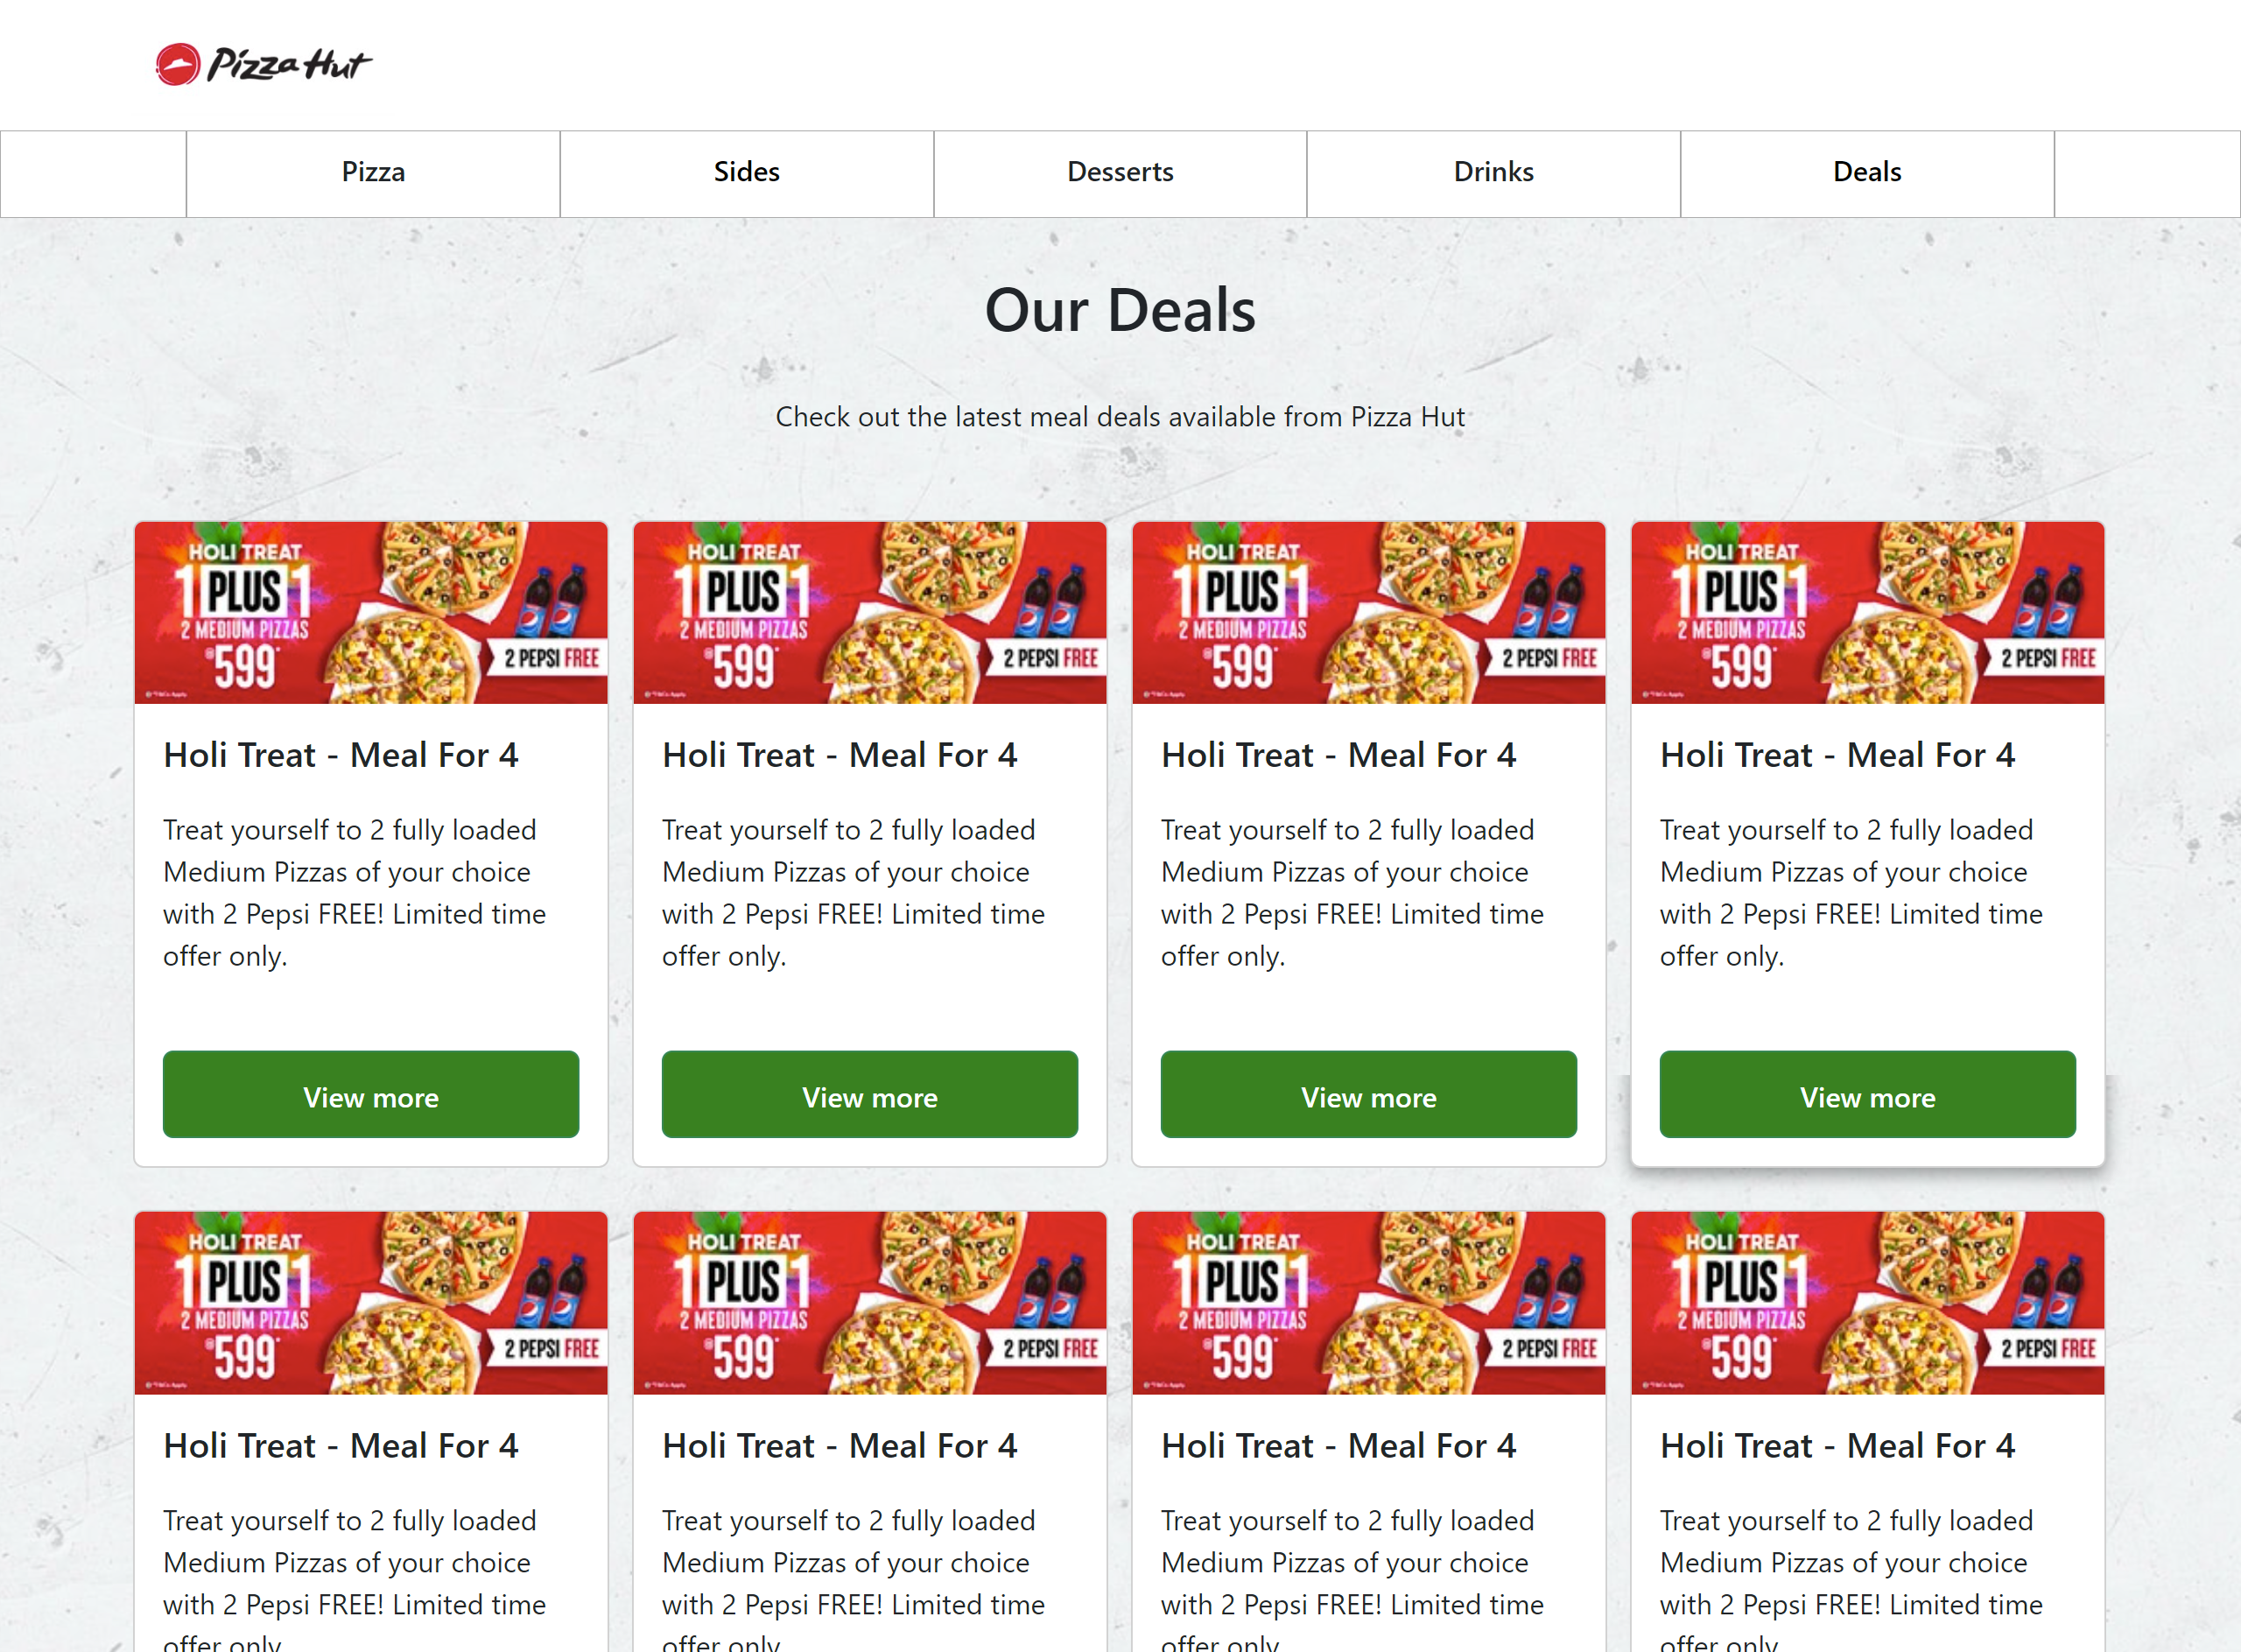 Pizza Hut
Pizza
Sides
Desserts
Drinks
Deals
Our Deals
Check out the latest meal deals available from Pizza Hut
HOLI TREAT
1 PLUS 1
2 MEDIUM PIZZAS
@599*
2 PEPSI FREE
Holi Treat - Meal For 4
Treat yourself to 2 fully loaded
Medium Pizzas of your choice
with 2 Pepsi FREE! Limited time
offer only.
View more
HOLI TREAT
1 PLUS 1
2 MEDIUM PIZZAS
@599*
2 PEPSI FREE
Holi Treat - Meal For 4
Treat yourself to 2 fully loaded
Medium Pizzas of your choice
with 2 Pepsi FREE! Limited time
offer only.
View more
HOLI TREAT
1 PLUS 1
2 MEDIUM PIZZAS
@599*
2 PEPSI FREE
Holi Treat - Meal For 4
Treat yourself to 2 fully loaded
Medium Pizzas of your choice
with 2 Pepsi FREE! Limited time
offer only.
View more
HOLI TREAT
1 PLUS 1
2 MEDIUM PIZZAS
@599*
2 PEPSI FREE
Holi Treat - Meal For 4
Treat yourself to 2 fully loaded
Medium Pizzas of your choice
with 2 Pepsi FREE! Limited time
offer only.
View more
HOLI TREAT
1 PLUS 1
2 MEDIUM PIZZAS
@599*
2 PEPSI FREE
Holi Treat - Meal For 4
Treat yourself to 2 fully loaded
Medium Pizzas of your choice
with 2 Pepsi FREE! Limited time
offer only
HOLI TREAT
1 PLUS 1
2 MEDIUM PIZZAS
@599*
2 PEPSI FREE
Holi Treat - Meal For 4
Treat yourself to 2 fully loaded
Medium Pizzas of your choice
with 2 Pepsi FREE! Limited time
offer only
HOLI TREAT
1 PLUS 1
2 MEDIUM PIZZAS
@599*
2 PEPSI FREE
Holi Treat - Meal For 4
Treat yourself to 2 fully loaded
Medium Pizzas of your choice
with 2 Pepsi FREE! Limited time
offer only
HOLI TREAT
1 PLUS 1
2 MEDIUM PIZZAS
@599*
2 PEPSI FREE
Holi Treat - Meal For 4
Treat yourself to 2 fully loaded
Medium Pizzas of your choice
with 2 Pepsi FREE! Limited time
offer only